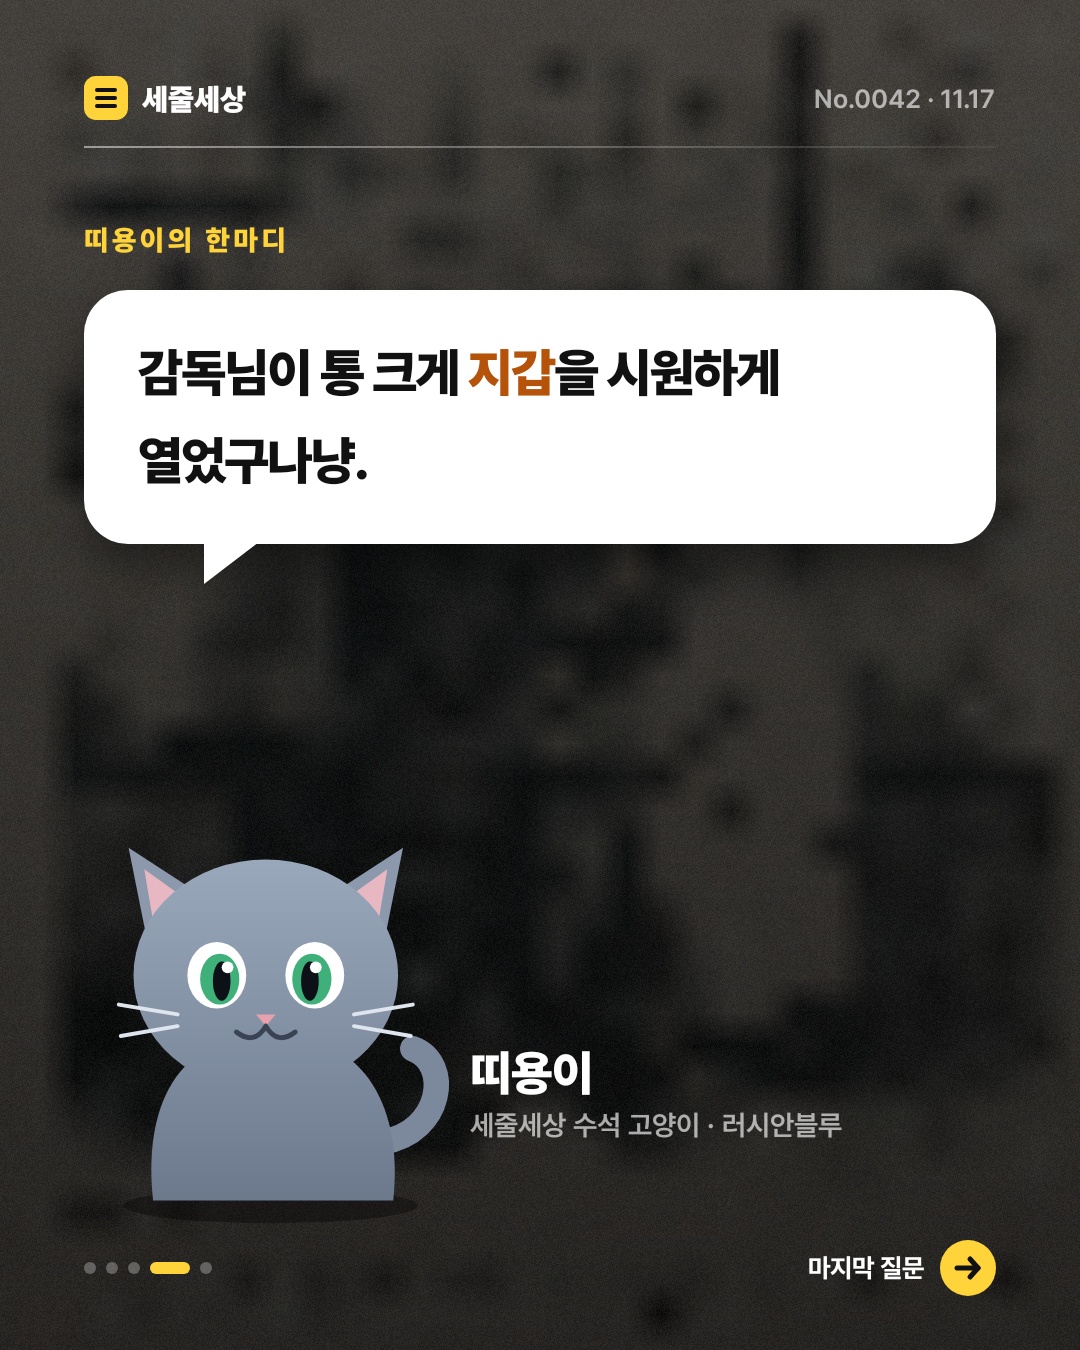 세줄세상
No.0042 · 11.17
띠용이의 한마디
감독님이 통 크게 지갑을 시원하게
열었구나냥.
띠용이
세줄세상 수석 고양이 · 러시안블루
마지막 질문